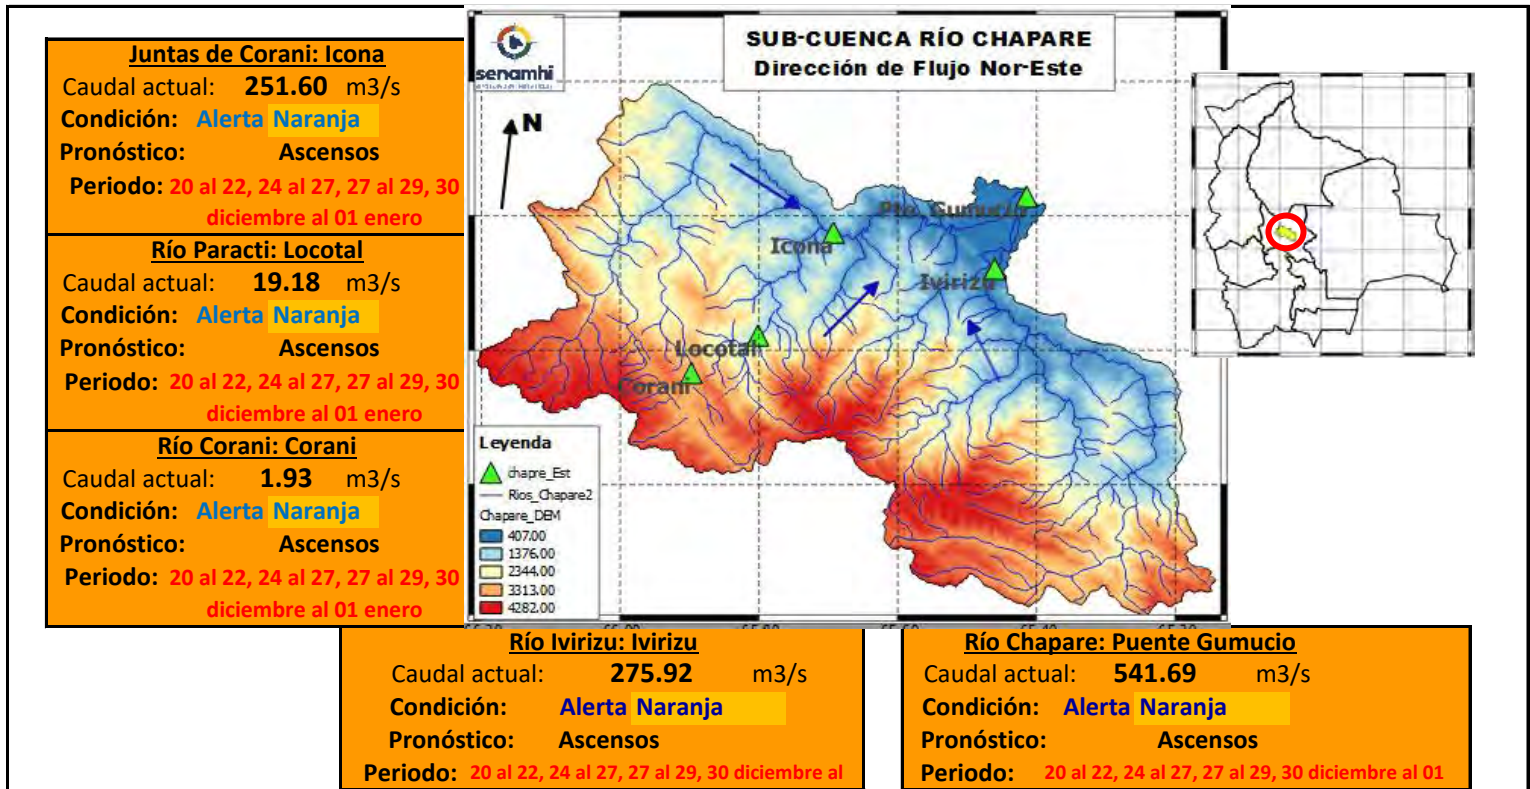 Juntas de Corani: Icona
Caudal actual: 251.60 m3/s
Condición: Alerta Naranja
Pronóstico: Ascensos
Periodo: 20 al 22, 24 al 27, 27 al 29, 30
diciembre al 01 enero
Río Paracti: Locotal
Caudal actual: 19.18 m3/s
Condición: Alerta Naranja
Pronóstico: Ascensos
Periodo: 20 al 22, 24 al 27, 27 al 29, 30
diciembre al 01 enero
Río Corani: Corani
Caudal actual: 1.93 m3/s
Condición: Alerta Naranja
Pronóstico: Ascensos
Periodo: 20 al 22, 24 al 27, 27 al 29, 30
diciembre al 01 enero
senamhi
SUB-CUENCA RÍO CHAPARE
Dirección de Flujo Nor-Este
N
Pto. Gumucio
Icona
Ivirizu
Locotal
Corani
Leyenda
chapre_Est
Rios_Chapare2
Chapare_DEM
407.00
1376.00
2344.00
3313.00
4282.00
Río Ivirizu: Ivirizu
Caudal actual: 275.92 m3/s
Condición: Alerta Naranja
Pronóstico: Ascensos
Periodo: 20 al 22, 24 al 27, 27 al 29, 30 diciembre al
Río Chapare: Puente Gumucio
Caudal actual: 541.69 m3/s
Condición: Alerta Naranja
Pronóstico: Ascensos
Periodo: 20 al 22, 24 al 27, 27 al 29, 30 diciembre al 01